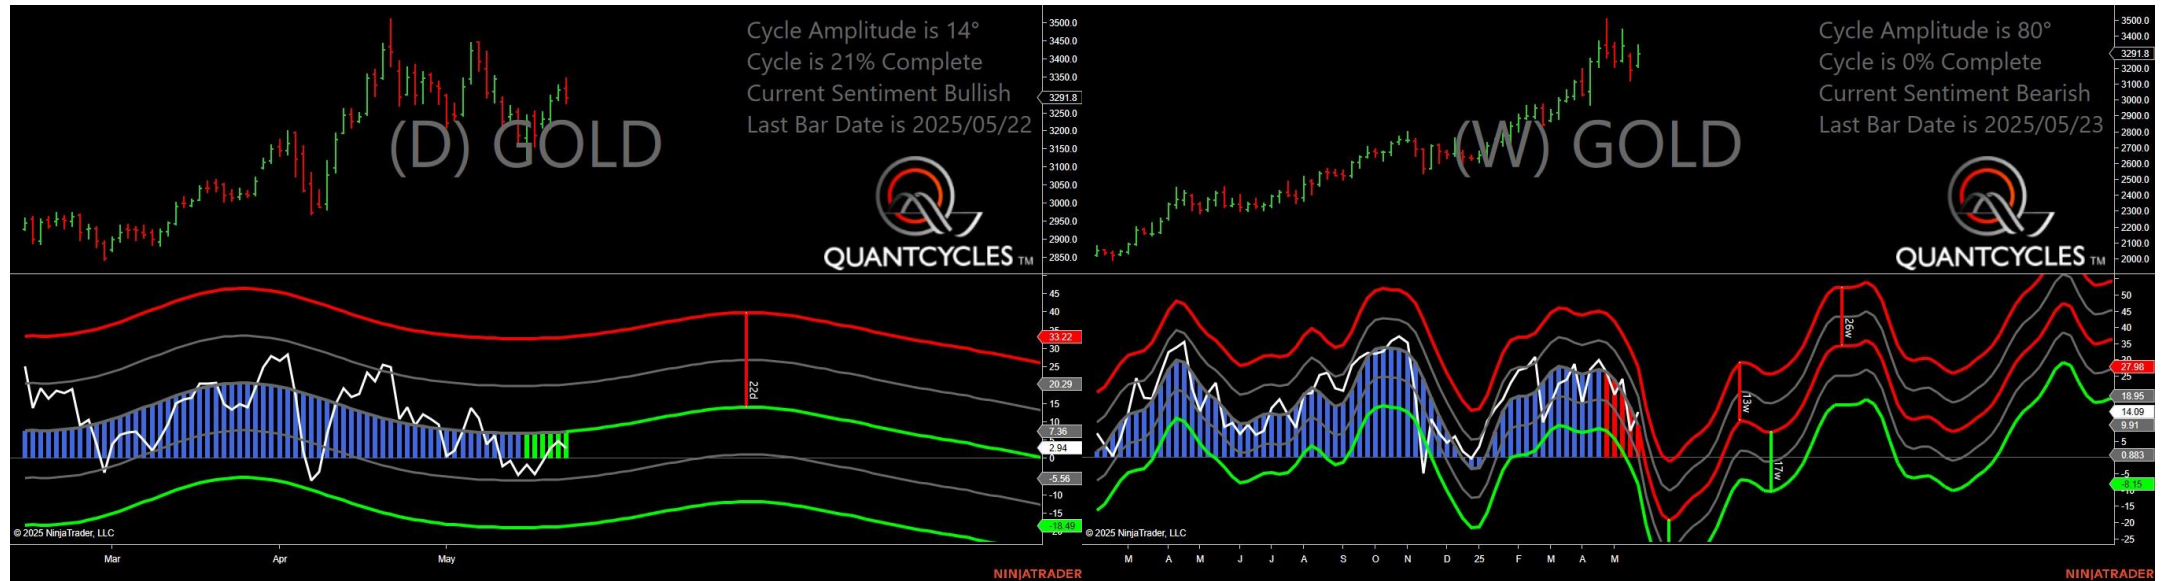 Cycle Amplitude is 14°
Cycle is 21% Complete
Current Sentiment Bullish
Last Bar Date is 2025/05/22
(D) GOLD
QUANTCYCLES TM
3500.0
3450.0
3400.0
3350.0
3291.8
3250.0
3200.0
3150.0
3100.0
3050.0
3000.0
2950.0
2900.0
2850.0
22d
45
40
33.22
30
25
20.29
15
10
7.36
2.94
0
-5.56
-10
-15
-18.49
© 2025 NinjaTrader, LLC
Mar
Apr
May
NINJATRADER
Cycle Amplitude is 80°
Cycle is 0% Complete
Current Sentiment Bearish
Last Bar Date is 2025/05/23
(W) GOLD
QUANTCYCLES TM
3500.0
3400.0
3291.8
3200.0
3100.0
3000.0
2900.0
2800.0
2700.0
2600.0
2500.0
2400.0
2300.0
2200.0
2100.0
2000.0
13w
17w
26w
50
45
40
35
27.98
25
18.95
14.09
9.91
5
0.883
-5
-8.15
-15
-20
-25
© 2025 NinjaTrader, LLC
M
A
M
J
J
A
S
O
N
D
25
F
M
A
M
NINJATRADER